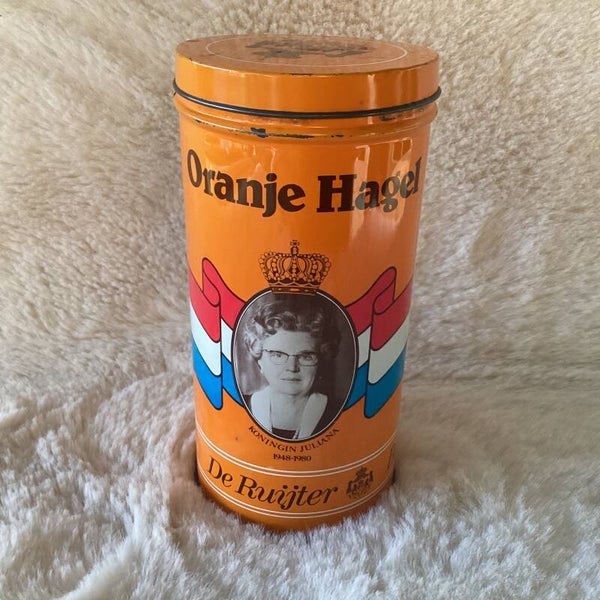 Oranje Hagel
KONINGIN JULIANA
1948-1980
De Ruijter